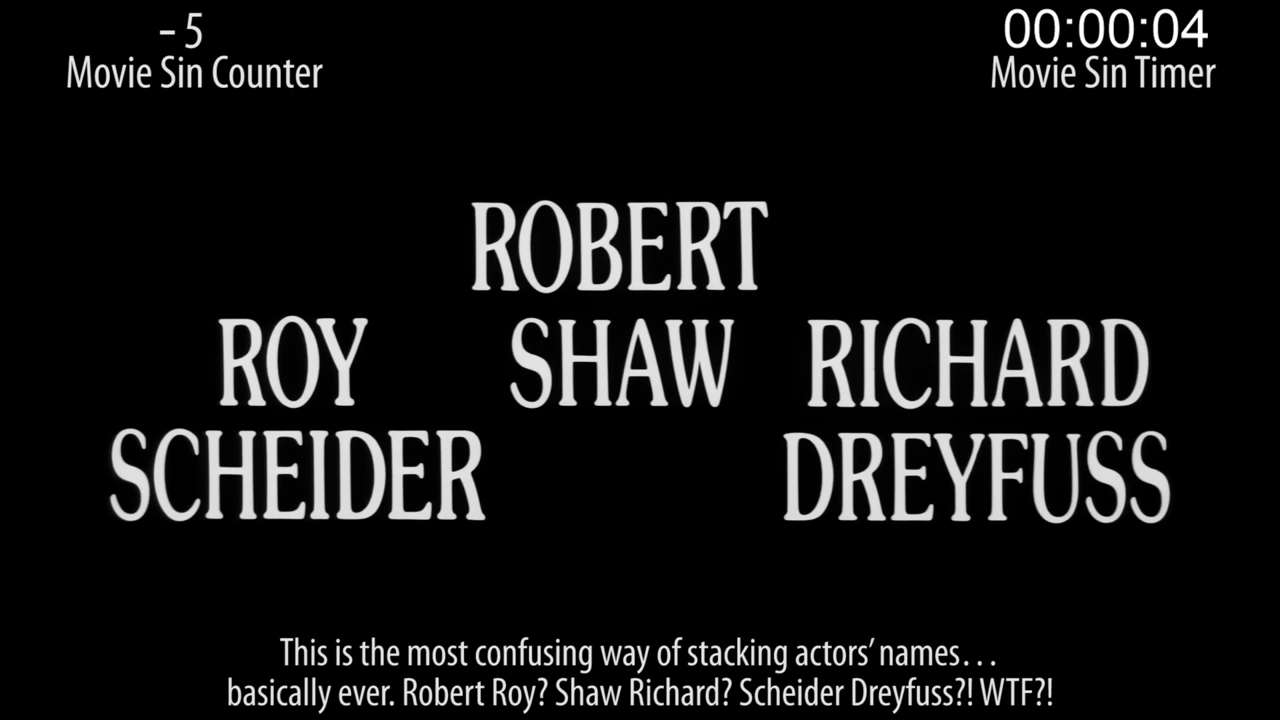 – 5
Movie Sin Counter
00:00:04
Movie Sin Timer
ROBERT
ROY SHAW RICHARD
SCHEIDER DREYFUSS
This is the most confusing way of stacking actors’ names…
basically ever. Robert Roy? Shaw Richard? Scheider Dreyfuss?! WTF?!